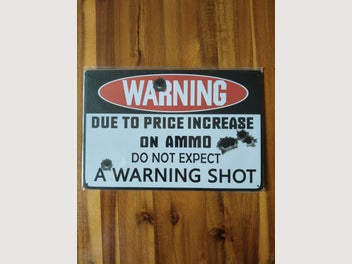 WARNING
DUE TO PRICE INCREASE
ON AMMO
DO NOT EXPECT
A WARNING SHOT